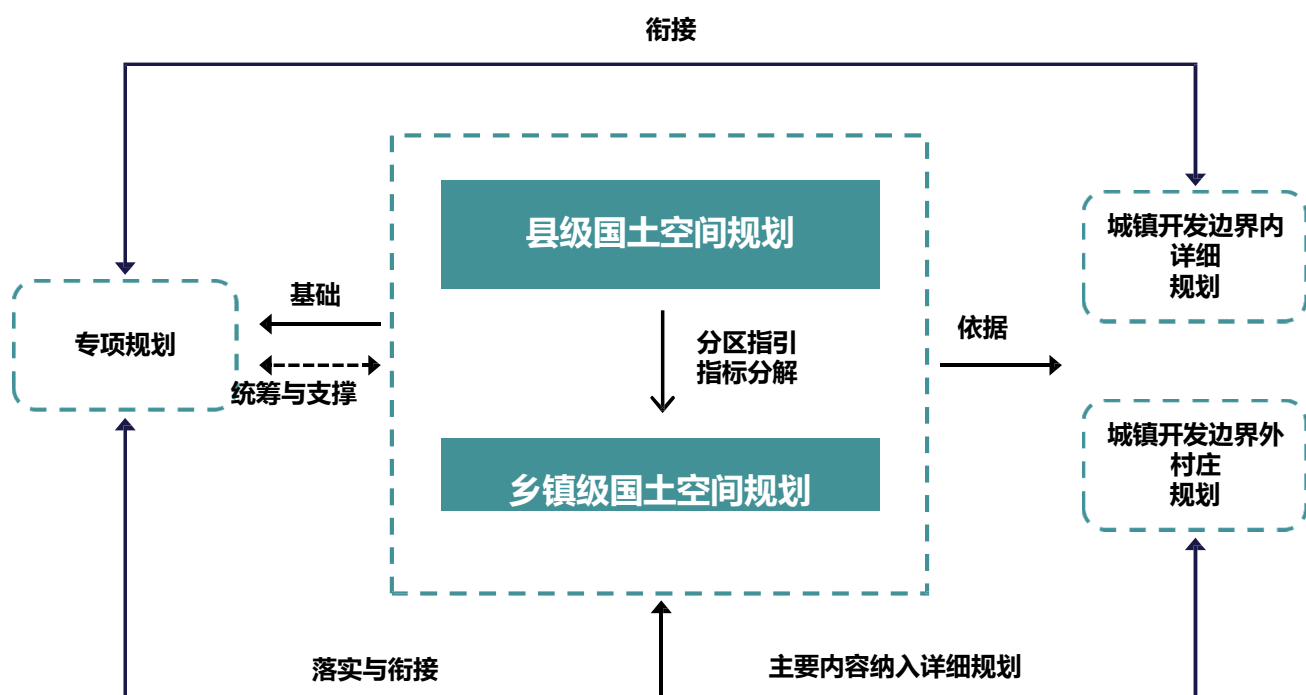 衔接
县级国土空间规划
城镇开发边界内
详细
规划
基础
专项规划
分区指引
指标分解
依据
统筹与支撑
城镇开发边界外
村庄
规划
乡镇级国土空间规划
落实与衔接
主要内容纳入详细规划